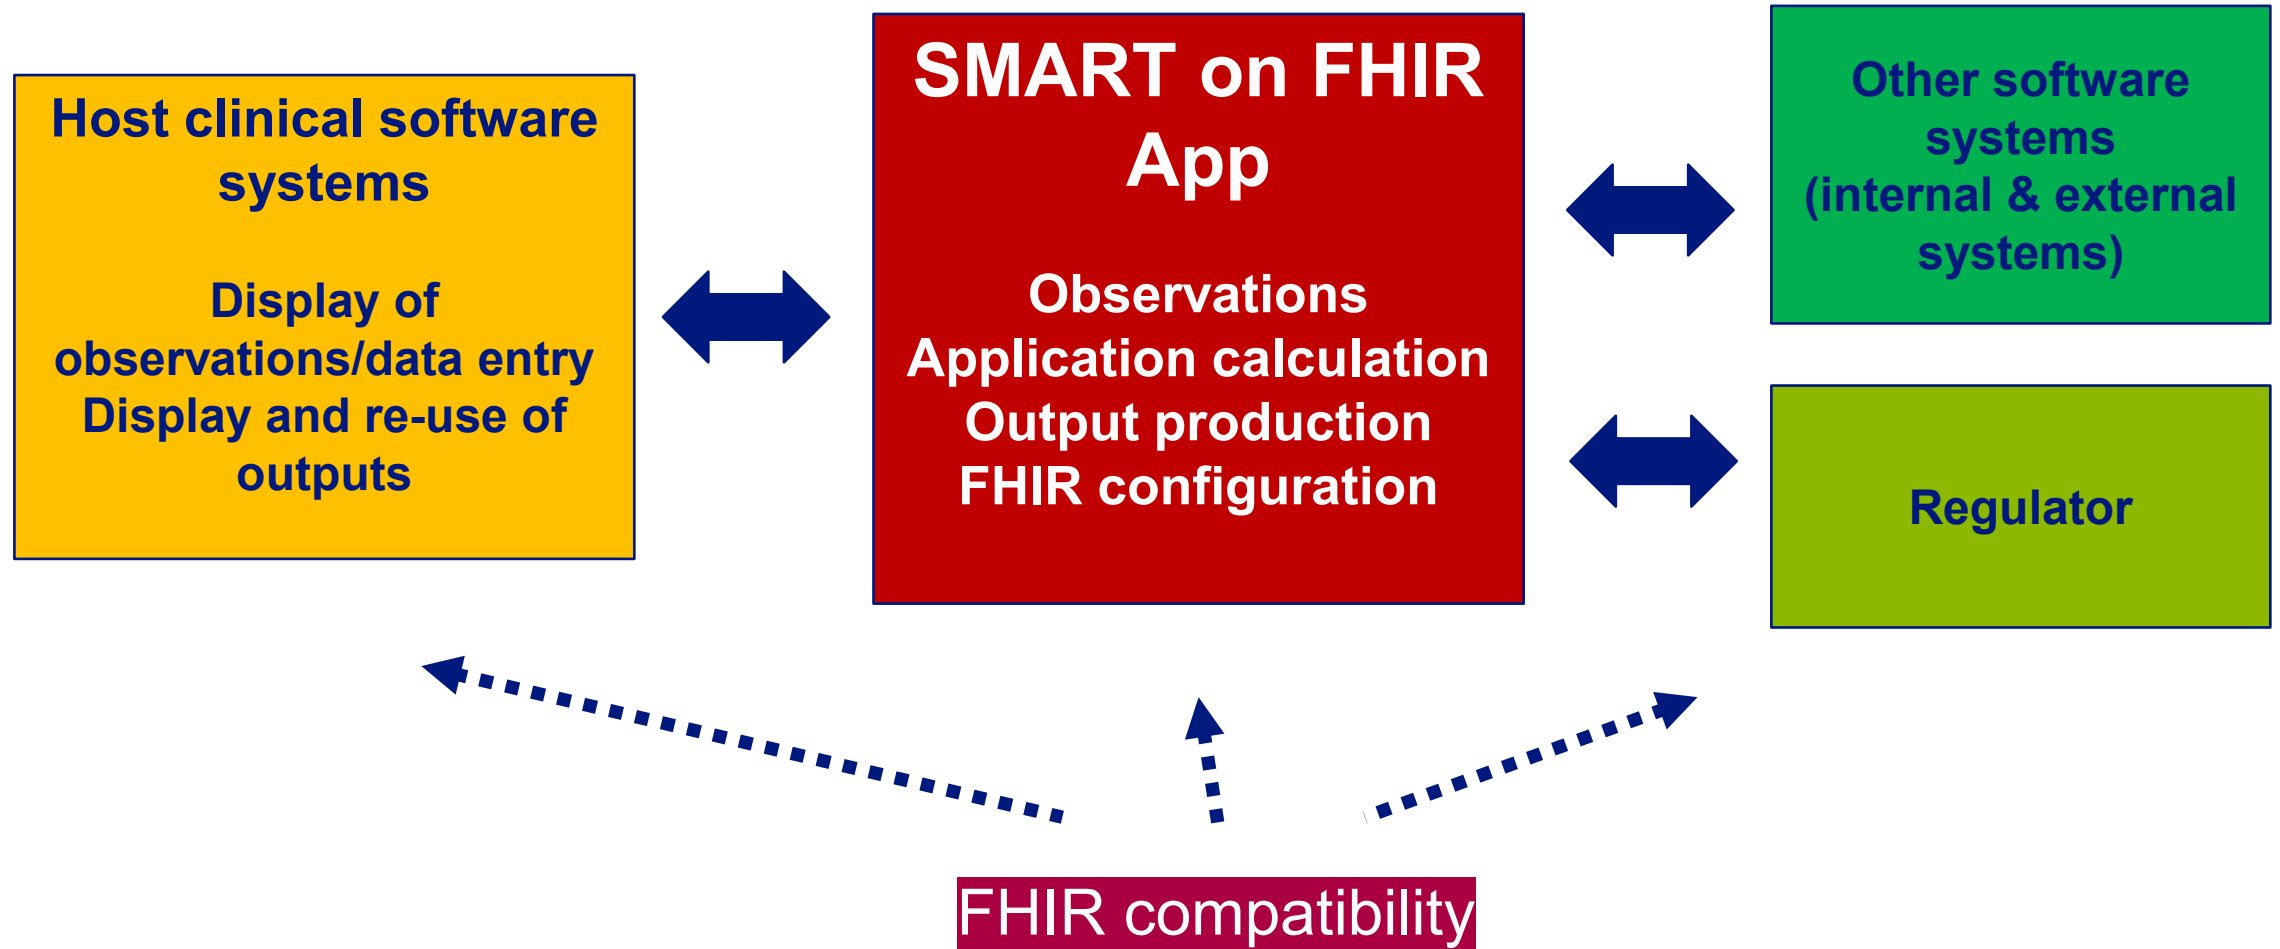 Host clinical software
systems
Display of
observations/data entry
Display and re-use of
outputs
SMART on FHIR
App
Observations
Application calculation
Output production
FHIR configuration
Other software
systems
(internal & external
systems)
Regulator
FHIR compatibility